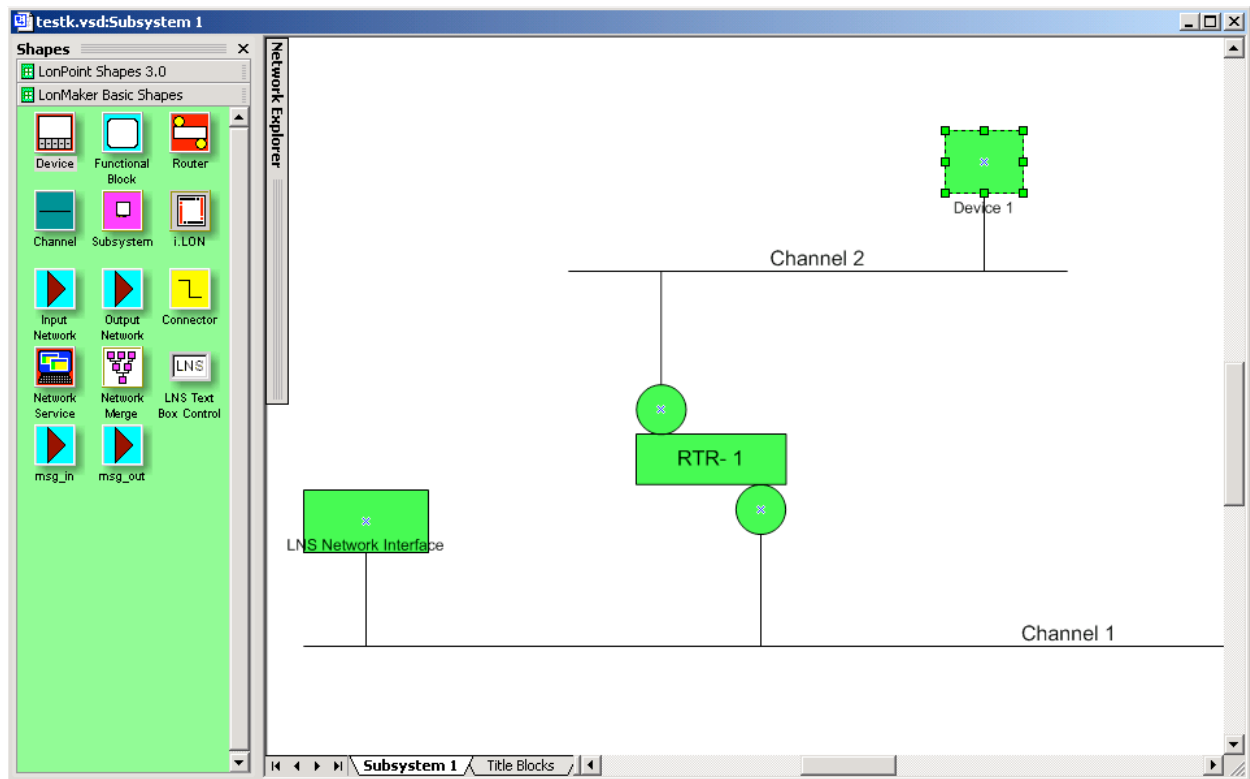 testk.vsd:Subsystem 1
Shapes
LonPoint Shapes 3.0
LonMaker Basic Shapes
Device
Functional
Block
Router
Channel
Subsystem
i.LON
Input
Network
Output
Network
Connector
Network
Service
Network
Merge
LNS
LNS Text
Box Control
msg_in
msg_out
Network Explorer
Device 1
Channel 2
RTR- 1
LNS Network Interface
Channel 1
Subsystem 1
Title Blocks